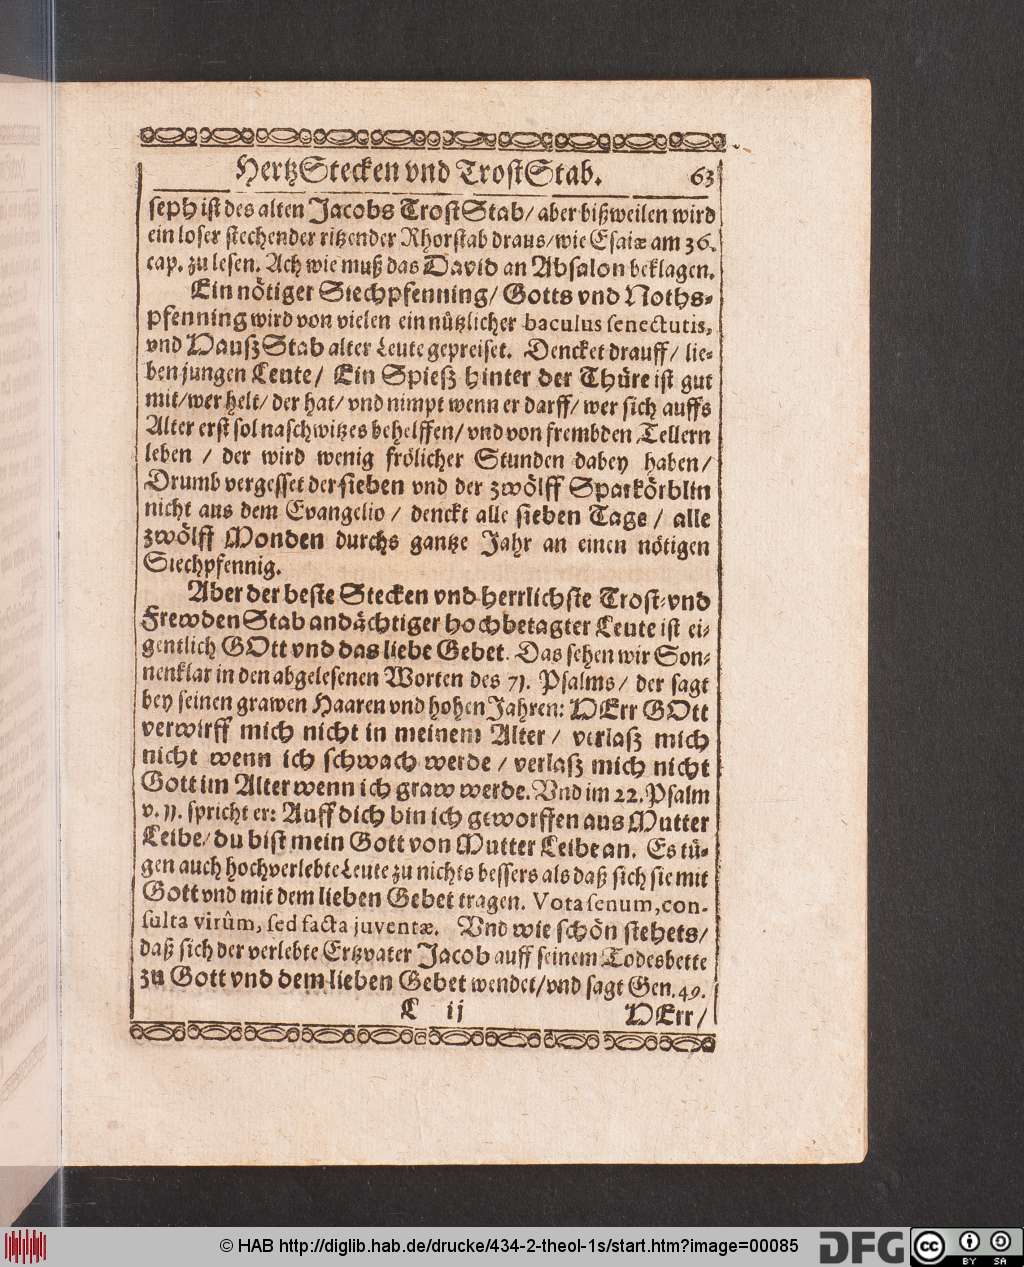 HertzStecken vnd TrostStab. 63
seph ist des alten Jacobs TrostStab/ aber bißweilen wird
ein loser stechender ritzender Rhorstab draus/wie Esaiæ am 36.
cap. zu lesen. Ach wie muß das David an Absalon beklagen.
Ein nötiger Stechpfenning/ Gotts vnd Noths-
pfenning wird von vielen ein nützlicher baculus senectutis,
vnd HaußStab alter Leute gepreiset. Dencket drauff/ lie-
ben jungen Leute/ Ein Spieß hinter der Thüre ist gut
mit/wer helt/ der hat/ vnd nimpt wenn er darff/ wer sich auffs
Alter erst sol naschwitzes behelffen/ vnd von frembden Tellern
leben / der wird wenig frölicher Stunden dabey haben/
Drumb vergesset der sieben vnd der zwölff Sparkörblin
nicht aus dem Evangelio / denckt alle sieben Tage / alle
zwölff Monden durchs gantze Jahr an einen nötigen
Siechpfennig.
Aber der beste Stecken vnd herrlichste Trost-vnd
FrewdenStab andächtiger hochbetagter Leute ist ei-
gentlich GOtt vnd das liebe Gebet. Das sehen wir Son-
nenklar in den abgelesenen Worten des 71. Psalms/ der sagt
bey seinen grawen Haaren vnd hohen Jahren: HErr GOtt
verwirff mich nicht in meinem Alter / verlaß mich
nicht wenn ich schwach werde / verlaß mich nicht
Gott im Alter wenn ich graw werde. Vnd im 22. Psalm
v. 11. spricht er: Auff dich bin ich geworffen aus Mutter
Leibe/ du bist mein Gott von Mutter Leibe an. Es tü-
gen auch hochverlebte Leute zu nichts bessers als daß sich sie mit
Gott vnd mit dem lieben Gebet tragen. Vota senum, con-
sulta virûm, sed facta juventæ. Vnd wie schön stehets/
daß sich der verlebte Ertzvater Jacob auff seinem Todesbette
zu Gott vnd dem lieben Gebet wendet/vnd sagt Gen. 49.
L ij HErr/
© HAB http://diglib.hab.de/drucke/434-2-theol-1s/start.htm?image=00085 DFG cc BY SA